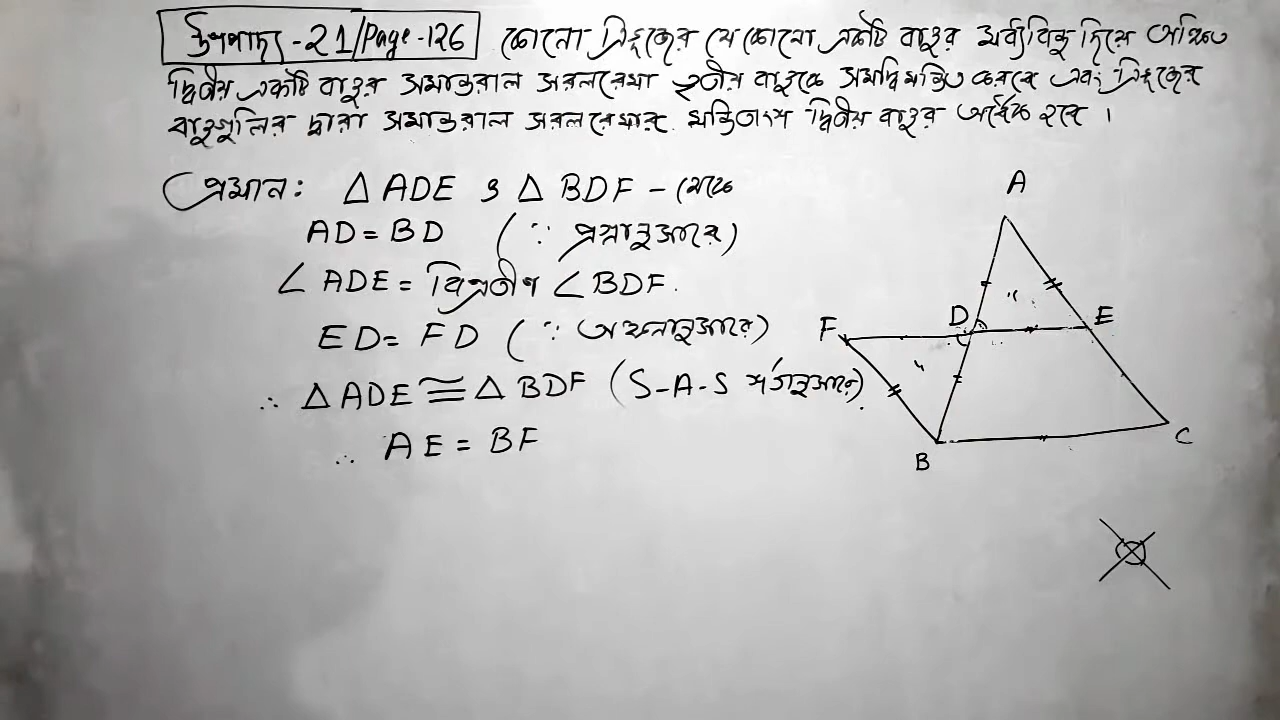 উপপাদ্য-21/Page-126 কোনো ত্রিভুজের যে কোনো একটি বাহুর মধ্যবিন্দু দিয়ে অঙ্কিত
দ্বিতীয় একটি বাহুর সমান্তরাল সরলরেখা তৃতীয় বাহুকে সমদ্বিখণ্ডিত করবে এবং ত্রিভুজের
বাহুগুলির দ্বারা সমান্তরাল সরলরেখার খণ্ডিতাংশ দ্বিতীয় বাহুর অর্ধেক হবে ।
প্রমান: △ ADE ও △ BDF - থেকে
AD = BD (∵ প্রশ্নানুসারে)
∠ ADE = বিপ্রতীপ ∠ BDF.
ED = FD (∵ অঙ্কনানুসারে)
∴ △ ADE ≅ △ BDF (S-A-S শর্তানুসারে)
∴ AE = BF
A
F D E
B C